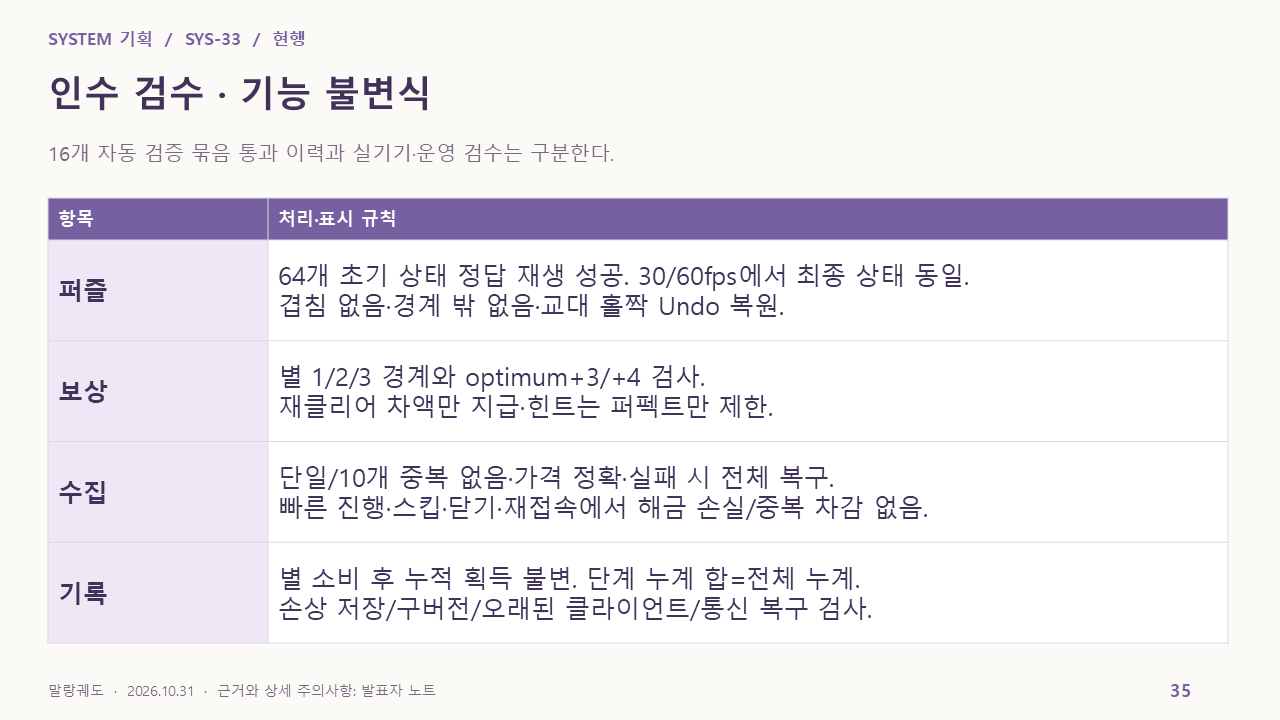 SYSTEM 기획 / SYS-33 / 현행
인수 검수 · 기능 불변식
16개 자동 검증 묶음 통과 이력과 실기기·운영 검수는 구분한다.
항목
처리·표시 규칙
퍼즐
64개 초기 상태 정답 재생 성공. 30/60fps에서 최종 상태 동일.
겹침 없음·경계 밖 없음·교대 홀짝 Undo 복원.
보상
별 1/2/3 경계와 optimum+3/+4 검사.
재클리어 차액만 지급·힌트는 퍼펙트만 제한.
수집
단일/10개 중복 없음·가격 정확·실패 시 전체 복구.
빠른 진행·스킵·닫기·재접속에서 해금 손실/중복 차감 없음.
기록
별 소비 후 누적 획득 불변. 단계 누계 합=전체 누계.
손상 저장/구버전/오래된 클라이언트/통신 복구 검사.
말랑궤도 · 2026.10.31 · 근거와 상세 주의사항: 발표자 노트
35